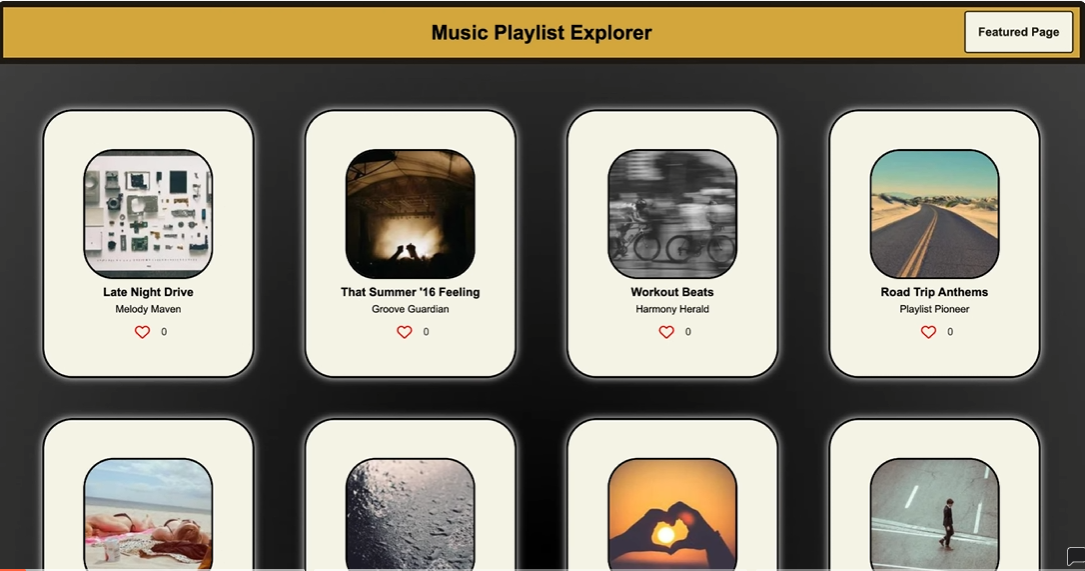 Music Playlist Explorer
Featured Page
Late Night Drive
Melody Maven
0
That Summer '16 Feeling
Groove Guardian
0
Workout Beats
Harmony Herald
0
Road Trip Anthems
Playlist Pioneer
0